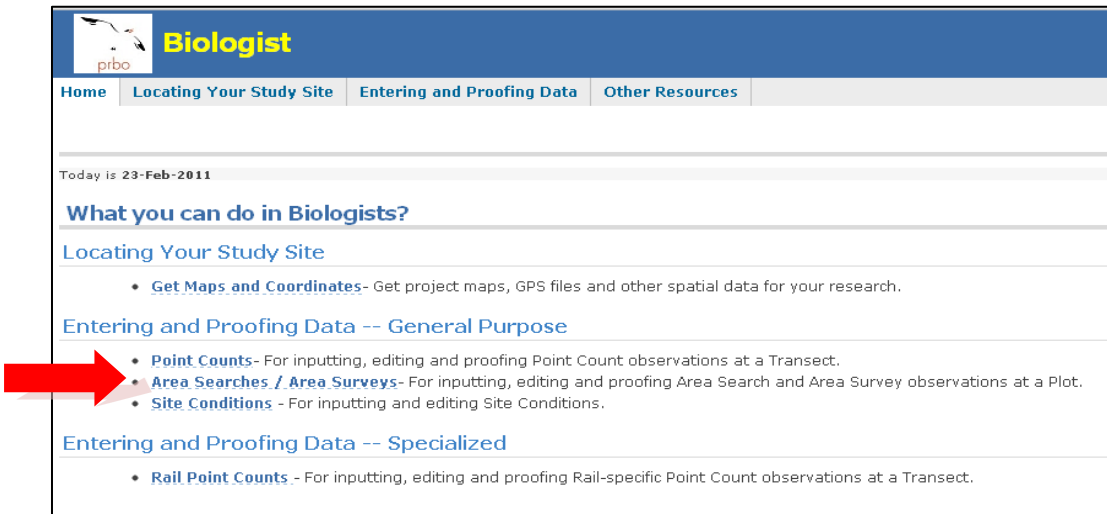 prbo
Biologist
Home Locating Your Study Site Entering and Proofing Data Other Resources
Today is 23-Feb-2011
What you can do in Biologists?
Locating Your Study Site
• Get Maps and Coordinates- Get project maps, GPS files and other spatial data for your research.
Entering and Proofing Data -- General Purpose
• Point Counts- For inputting, editing and proofing Point Count observations at a Transect.
• Area Searches / Area Surveys- For inputting, editing and proofing Area Search and Area Survey observations at a Plot.
• Site Conditions - For inputting and editing Site Conditions.
Entering and Proofing Data -- Specialized
• Rail Point Counts - For inputting, editing and proofing Rail-specific Point Count observations at a Transect.